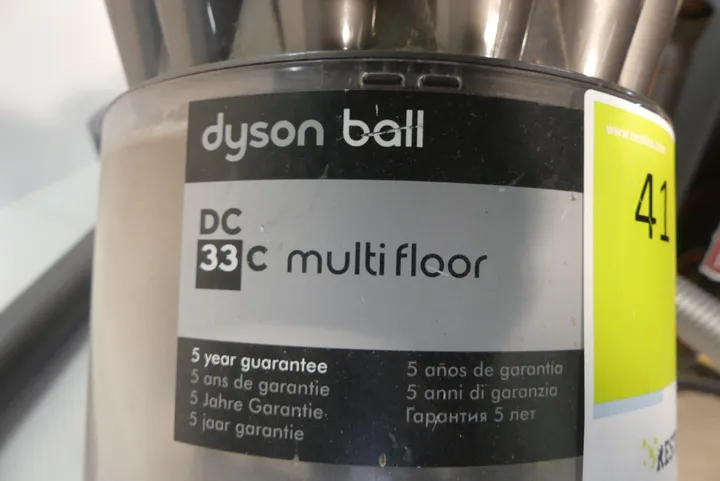 dyson ball
DC
33 C multi floor
5 year guarantee
5 ans de garantie
5 Jahre Garantie
5 jaar garantie
5 años de garantia
5 anni di garanzia
Гарантия 5 лет
41